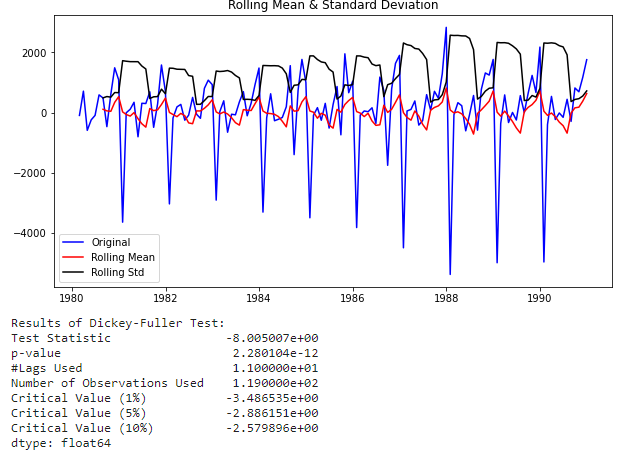 Rolling Mean & Standard Deviation
2000
0
−2000
−4000
Original
Rolling Mean
Rolling Std
1980 1982 1984 1986 1988 1990
Results of Dickey-Fuller Test:
Test Statistic -8.005007e+00
p-value 2.280104e-12
#Lags Used 1.100000e+01
Number of Observations Used 1.190000e+02
Critical Value (1%) -3.486535e+00
Critical Value (5%) -2.886151e+00
Critical Value (10%) -2.579896e+00
dtype: float64